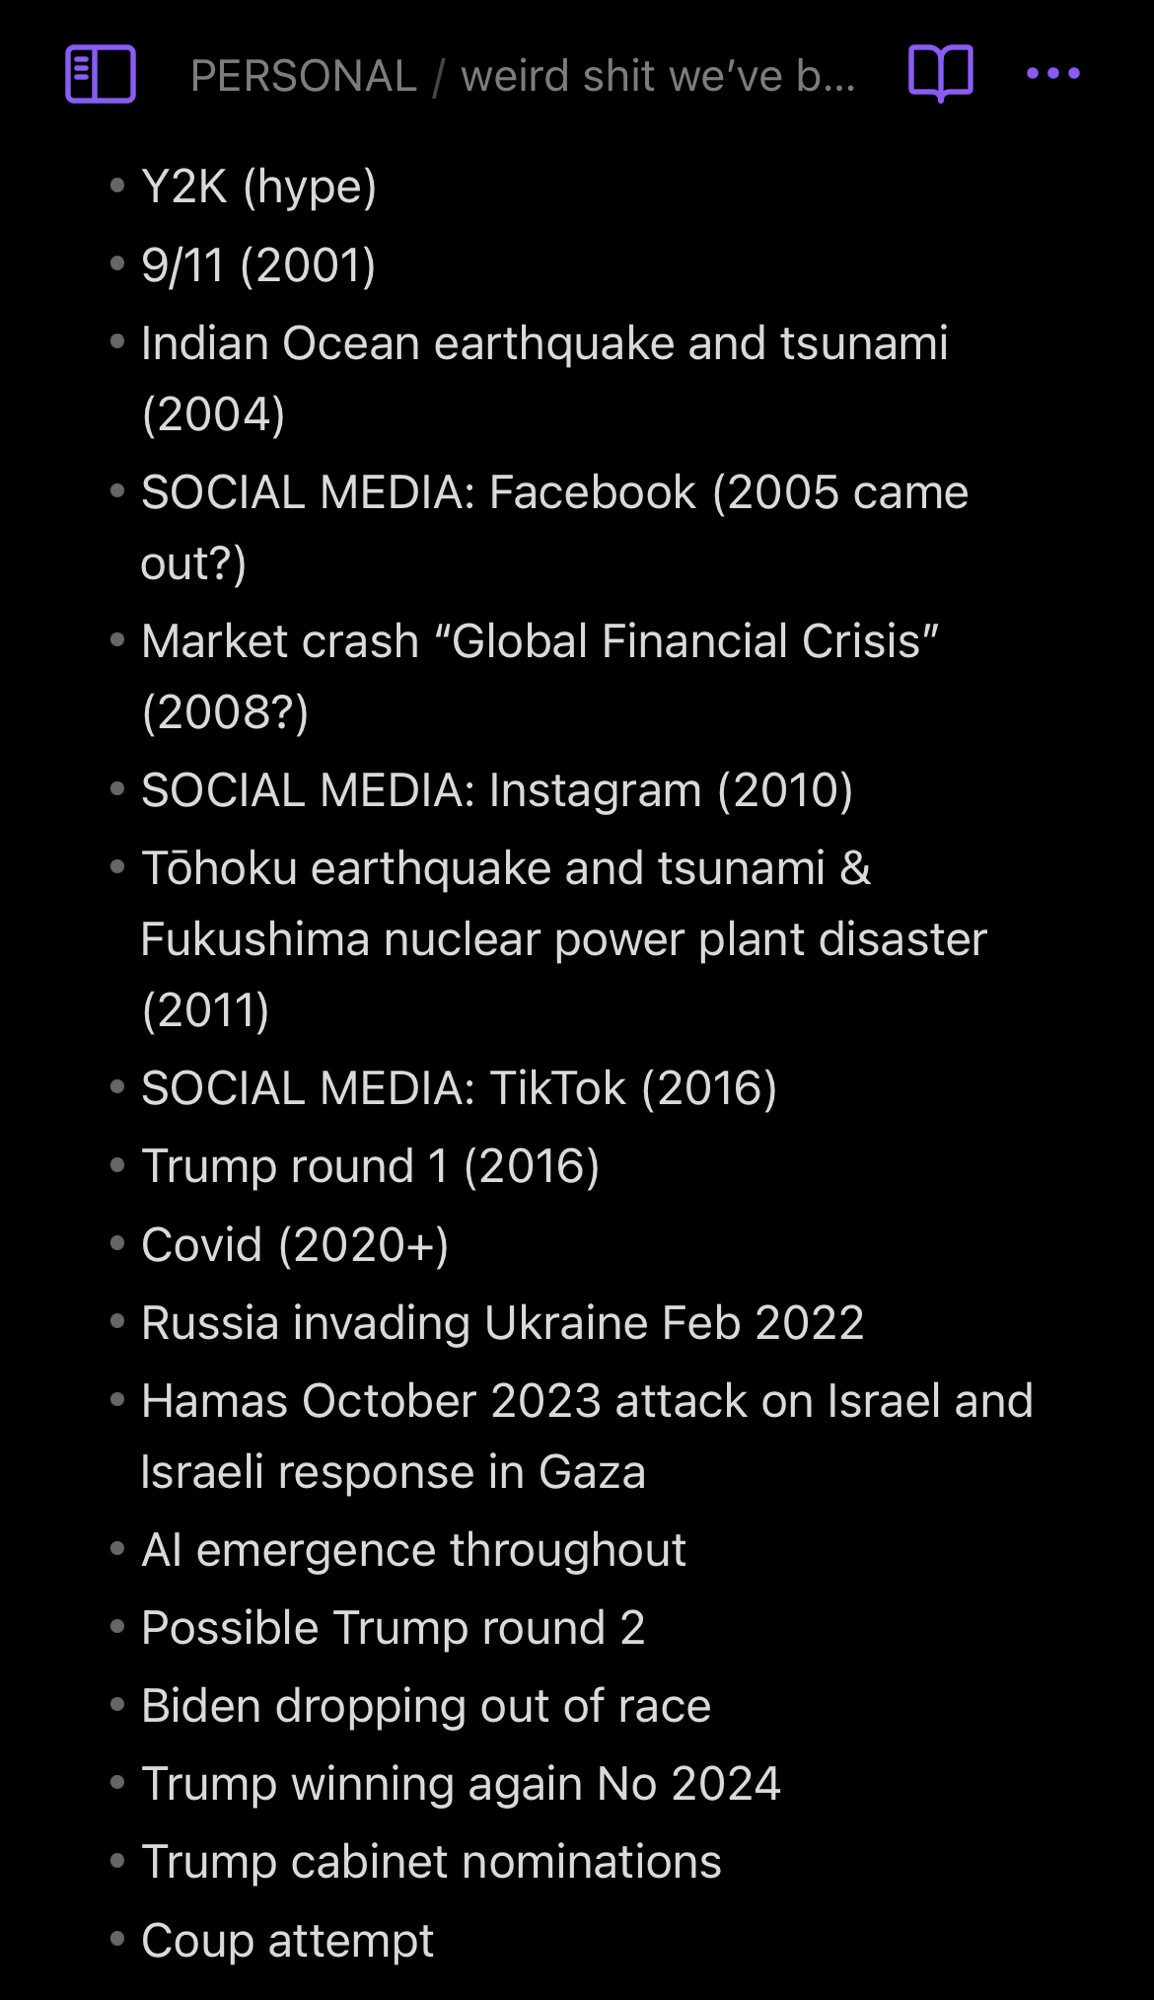 PERSONAL / weird shit we’ve b...
• Y2K (hype)
• 9/11 (2001)
• Indian Ocean earthquake and tsunami
(2004)
• SOCIAL MEDIA: Facebook (2005 came
out?)
• Market crash “Global Financial Crisis”
(2008?)
• SOCIAL MEDIA: Instagram (2010)
• Tōhoku earthquake and tsunami &
Fukushima nuclear power plant disaster
(2011)
• SOCIAL MEDIA: TikTok (2016)
• Trump round 1 (2016)
• Covid (2020+)
• Russia invading Ukraine Feb 2022
• Hamas October 2023 attack on Israel and
Israeli response in Gaza
• AI emergence throughout
• Possible Trump round 2
• Biden dropping out of race
• Trump winning again No 2024
• Trump cabinet nominations
• Coup attempt